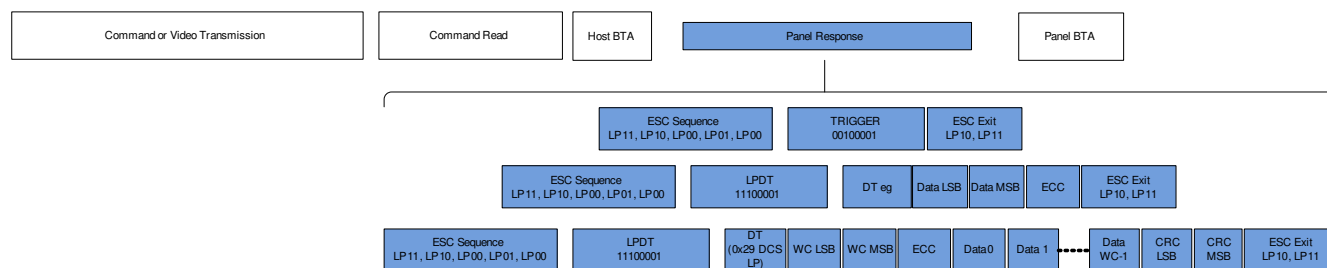 Command or Video Transmission
Command Read
Host BTA
Panel Response
Panel BTA
ESC Sequence
LP11, LP10, LP00, LP01, LP00
TRIGGER
00100001
ESC Exit
LP10, LP11
ESC Sequence
LP11, LP10, LP00, LP01, LP00
LPDT
11100001
DT eg
Data LSB
Data MSB
ECC
ESC Exit
LP10, LP11
ESC Sequence
LP11, LP10, LP00, LP01, LP00
LPDT
11100001
DT
(0x29 DCS
LP)
WC LSB
WC MSB
ECC
Data0
Data 1
Data
WC-1
CRC
LSB
CRC
MSB
ESC Exit
LP10, LP11